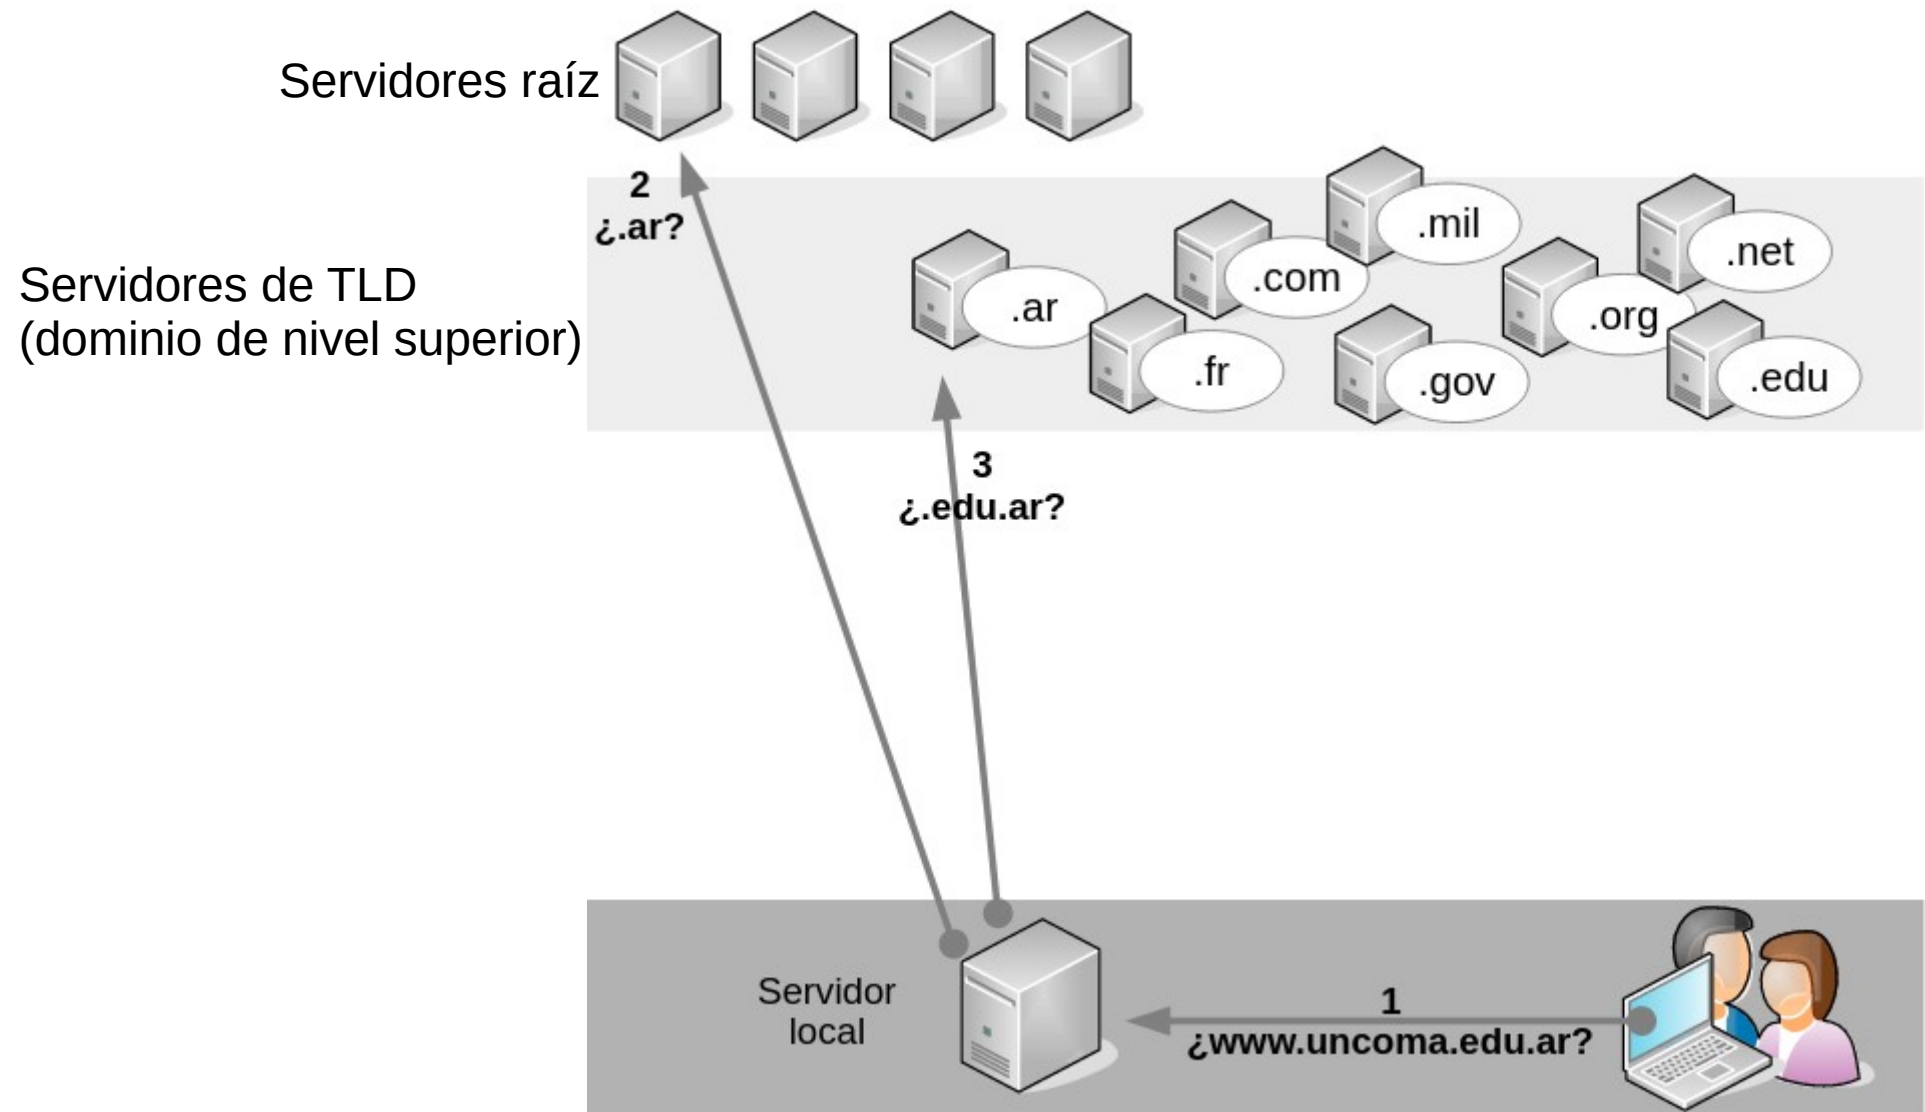 Servidores raíz
2
¿.ar?
Servidores de TLD
(dominio de nivel superior)
.ar
.com
.mil
.net
.org
.fr
.gov
.edu
3
¿.edu.ar?
Servidor
local
1
¿www.uncoma.edu.ar?